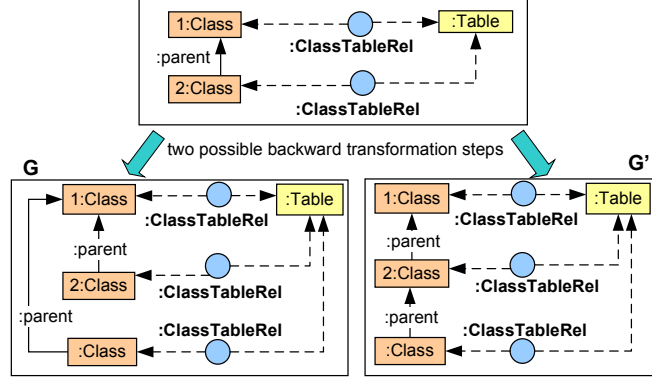 1:Class
:Table
:ClassTableRel
:parent
2:Class
:ClassTableRel
two possible backward transformation steps
G
1:Class
:Table
:ClassTableRel
:parent
2:Class
:ClassTableRel
:parent
:ClassTableRel
:Class
G’
1:Class
:Table
:ClassTableRel
:parent
2:Class
:ClassTableRel
:parent
:ClassTableRel
:Class